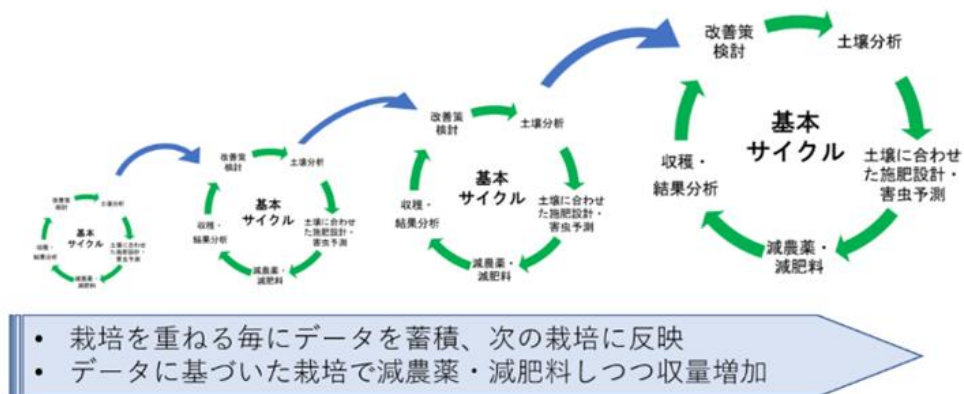 改善策
検討
土壌分析
土壌に合わせ
た施肥設計・
害虫予測
減農薬・
減肥料
収穫・
結果分析
基本
サイクル
改善策
検討
土壌分析
土壌に合わせ
た施肥設計・
害虫予測
減農薬・
減肥料
収穫・
結果分析
基本
サイクル
改善策
検討
土壌分析
土壌に合わせ
た施肥設計・
害虫予測
減農薬・
減肥料
収穫・
結果分析
基本
サイクル
改善策
検討
土壌分析
土壌に合わせ
た施肥設計・
害虫予測
減農薬・
減肥料
収穫・
結果分析
基本
サイクル
• 栽培を重ねる毎にデータを蓄積、次の栽培に反映
• データに基づいた栽培で減農薬・減肥料しつつ収量増加